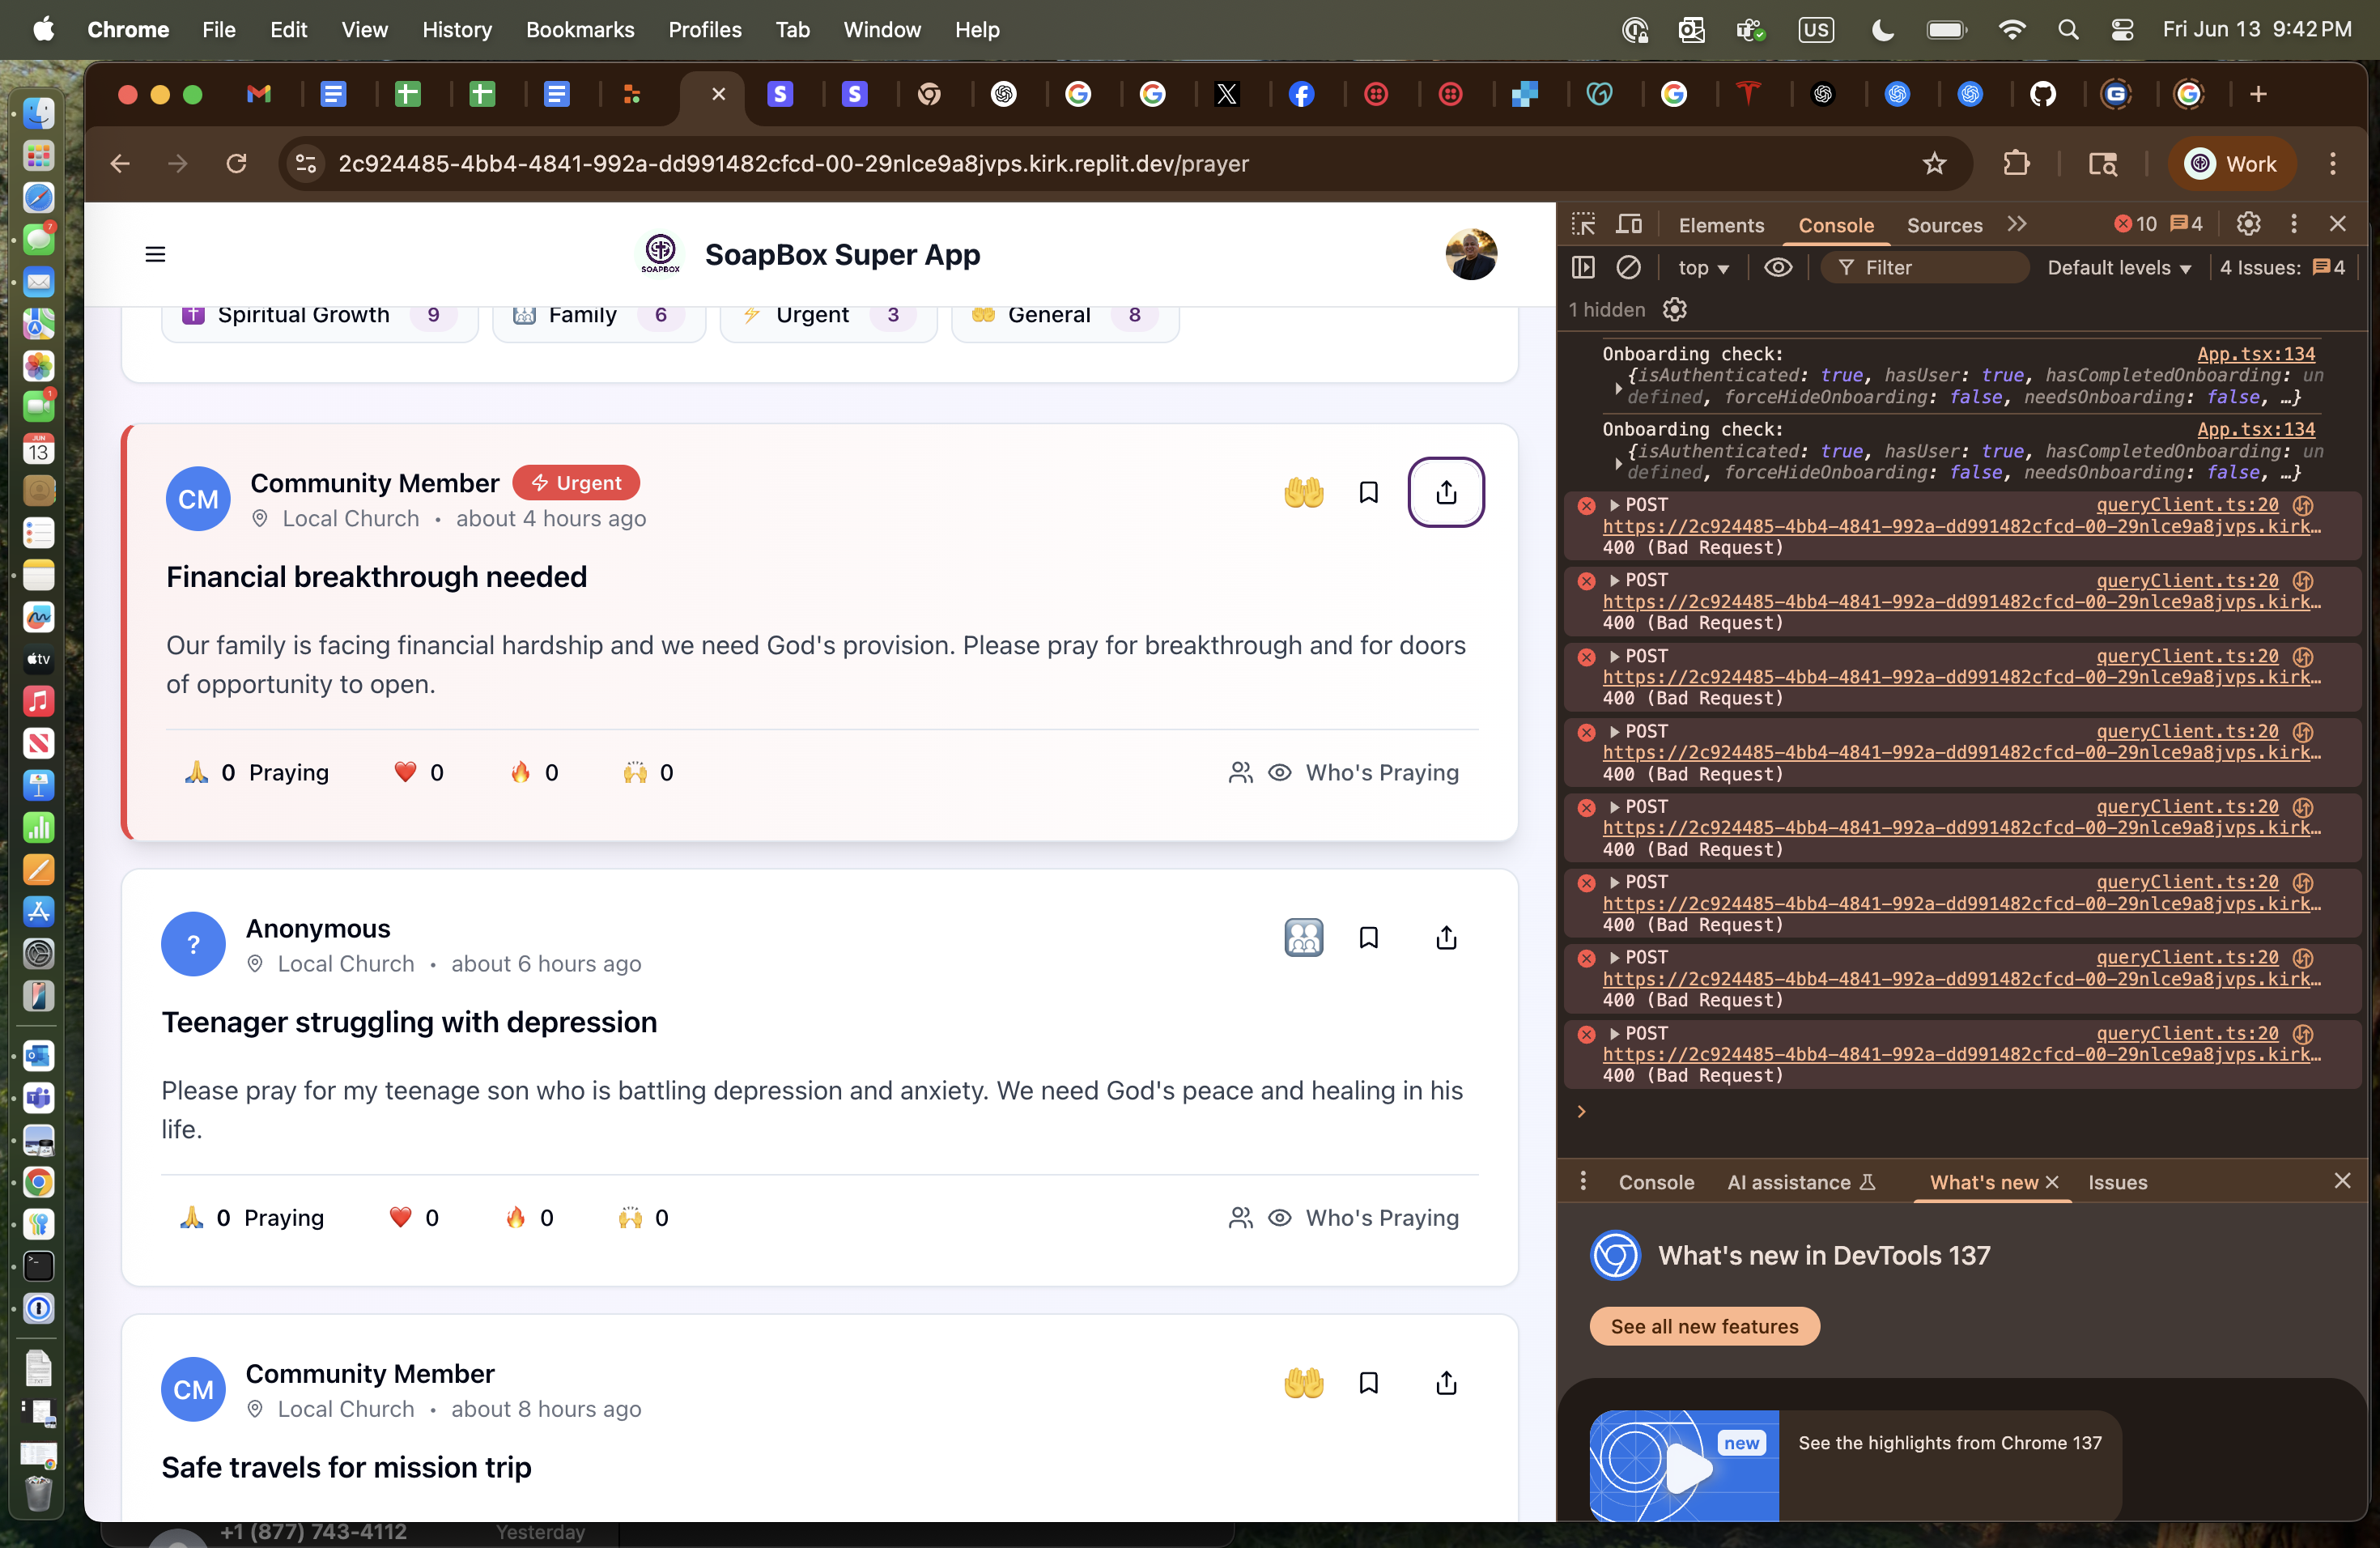 Chrome File Edit View History Bookmarks Profiles Tab Window Help
US
Fri Jun 13 9:42 PM
2c924485-4bb4-4841-992a-dd991482cfcd-00-29nlce9a8jvps.kirk.replit.dev/prayer
Work
SOAPBOX
SoapBox Super App
Spiritual Growth 9
Family 6
Urgent 3
General 8
CM
Community Member
Urgent
Local Church • about 4 hours ago
Financial breakthrough needed
Our family is facing financial hardship and we need God's provision. Please pray for breakthrough and for doors
of opportunity to open.
0 Praying 0 0 0
Who's Praying
?
Anonymous
Local Church • about 6 hours ago
Teenager struggling with depression
Please pray for my teenage son who is battling depression and anxiety. We need God's peace and healing in his
life.
0 Praying 0 0 0
Who's Praying
CM
Community Member
Local Church • about 8 hours ago
Safe travels for mission trip
Elements Console Sources 10 4
top Filter Default levels 4 Issues: 4
1 hidden
Onboarding check: App.tsx:134
{isAuthenticated: true, hasUser: true, hasCompletedOnboarding: un
defined, forceHideOnboarding: false, needsOnboarding: false, …}
Onboarding check: App.tsx:134
{isAuthenticated: true, hasUser: true, hasCompletedOnboarding: un
defined, forceHideOnboarding: false, needsOnboarding: false, …}
POST queryClient.ts:20
https://2c924485-4bb4-4841-992a-dd991482cfcd-00-29nlce9a8jvps.kirk…
400 (Bad Request)
POST queryClient.ts:20
https://2c924485-4bb4-4841-992a-dd991482cfcd-00-29nlce9a8jvps.kirk…
400 (Bad Request)
POST queryClient.ts:20
https://2c924485-4bb4-4841-992a-dd991482cfcd-00-29nlce9a8jvps.kirk…
400 (Bad Request)
POST queryClient.ts:20
https://2c924485-4bb4-4841-992a-dd991482cfcd-00-29nlce9a8jvps.kirk…
400 (Bad Request)
POST queryClient.ts:20
https://2c924485-4bb4-4841-992a-dd991482cfcd-00-29nlce9a8jvps.kirk…
400 (Bad Request)
POST queryClient.ts:20
https://2c924485-4bb4-4841-992a-dd991482cfcd-00-29nlce9a8jvps.kirk…
400 (Bad Request)
POST queryClient.ts:20
https://2c924485-4bb4-4841-992a-dd991482cfcd-00-29nlce9a8jvps.kirk…
400 (Bad Request)
POST queryClient.ts:20
https://2c924485-4bb4-4841-992a-dd991482cfcd-00-29nlce9a8jvps.kirk…
400 (Bad Request)
Console AI assistance What's new Issues
What's new in DevTools 137
See all new features
new
See the highlights from Chrome 137
+1 (877) 743-4112 Yesterday
7
1
JUN
13
tv